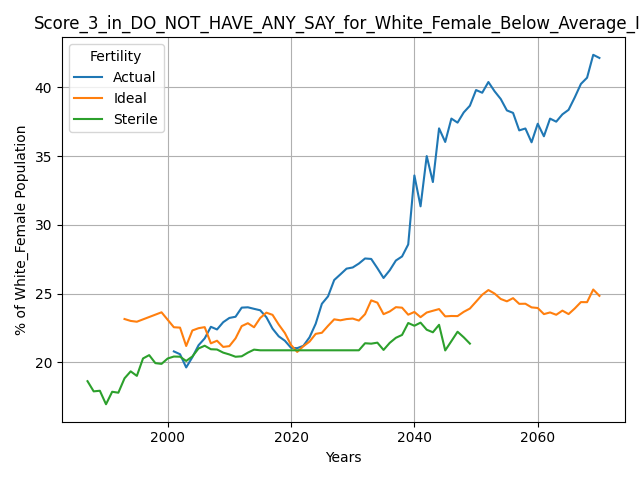 Score_3_in_DO_NOT_HAVE_ANY_SAY_for_White_Female_Below_Average_I
Fertility
Actual
Ideal
Sterile
% of White_Female Population
40
35
30
25
20
2000
2020
2040
2060
Years